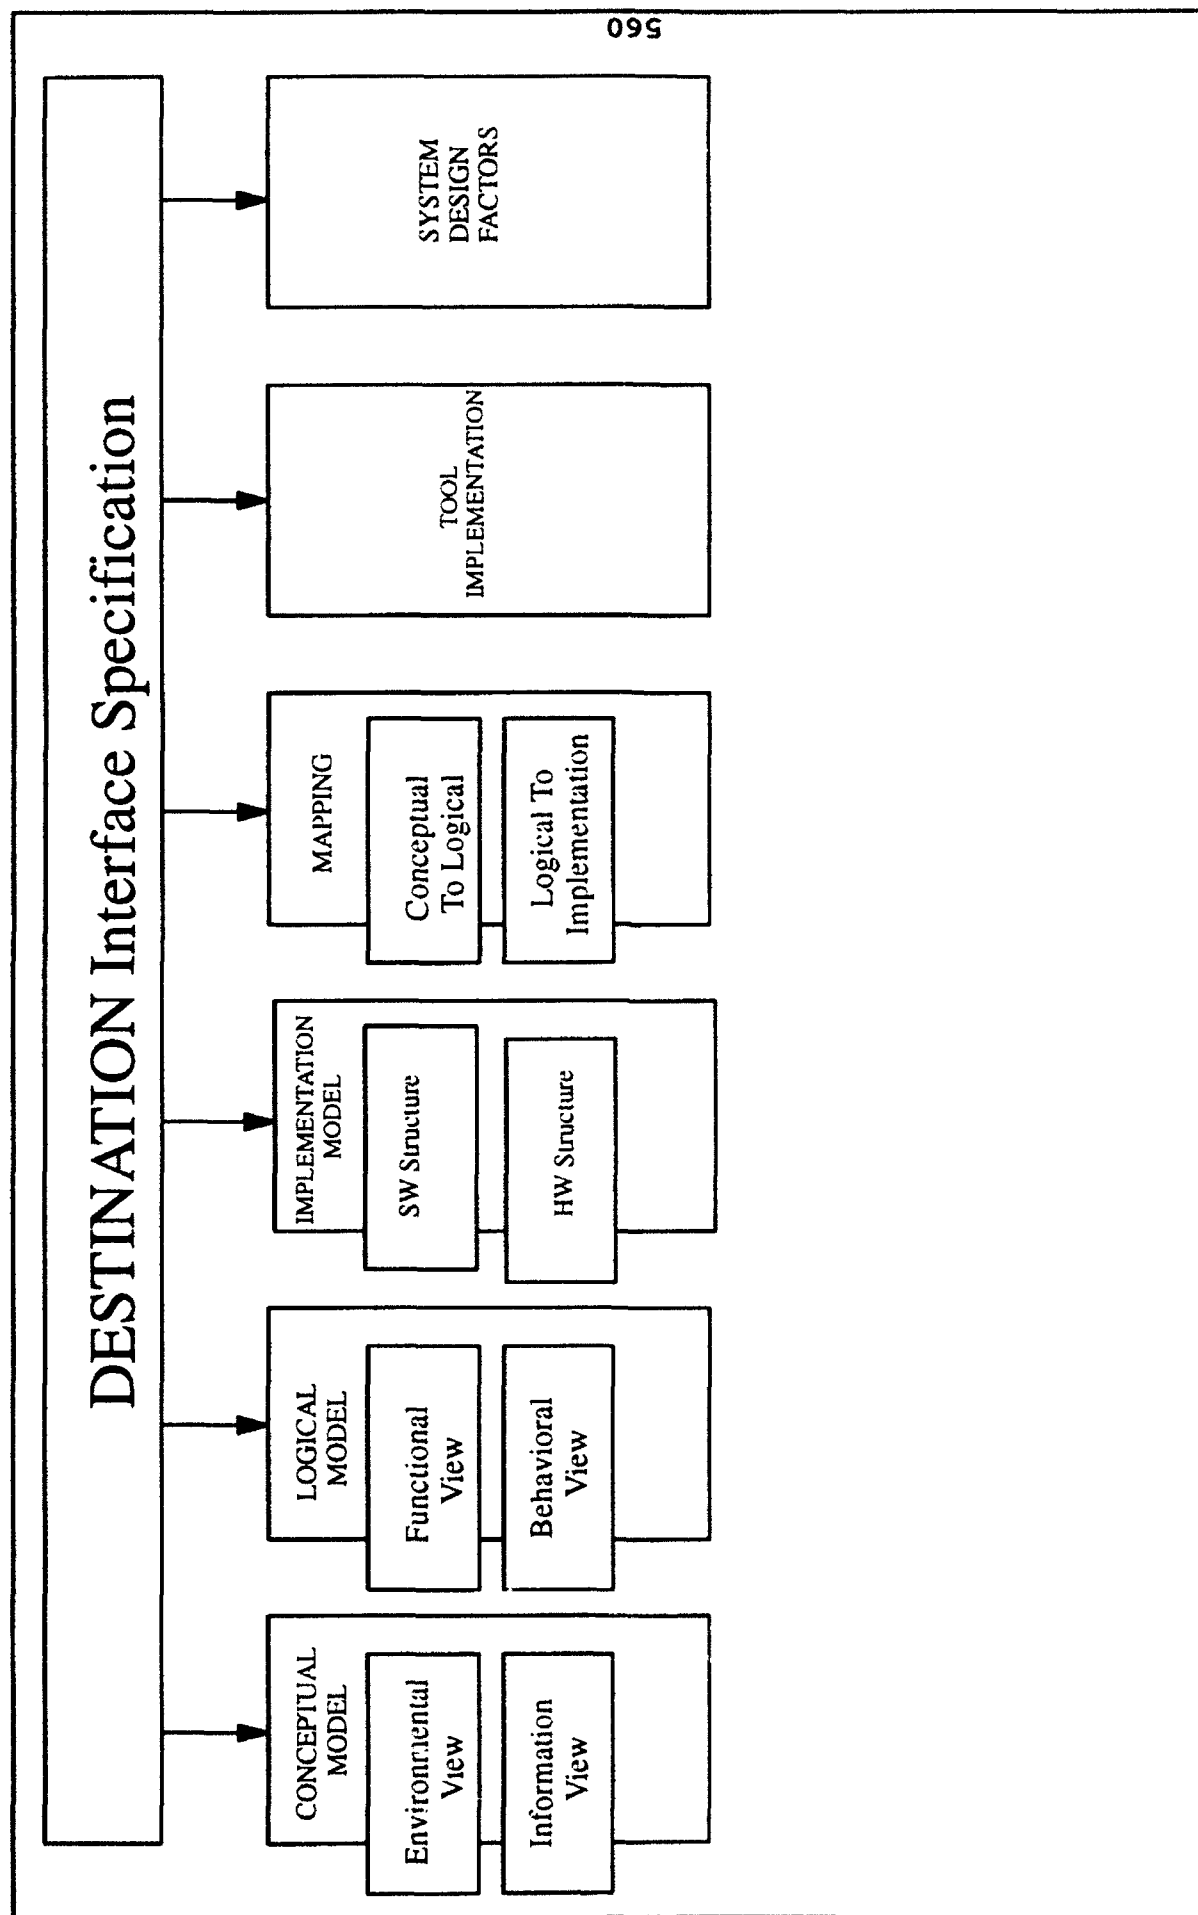 DESTINATION Interface Specification
CONCEPTUAL
MODEL
Environmental
View
Information
View
LOGICAL
MODEL
Functional
View
Behavioral
View
IMPLEMENTATION
MODEL
SW Structure
HW Structure
MAPPING
Conceptual
To Logical
Logical To
Implementation
TOOL
IMPLEMENTATION
SYSTEM
DESIGN
FACTORS
560